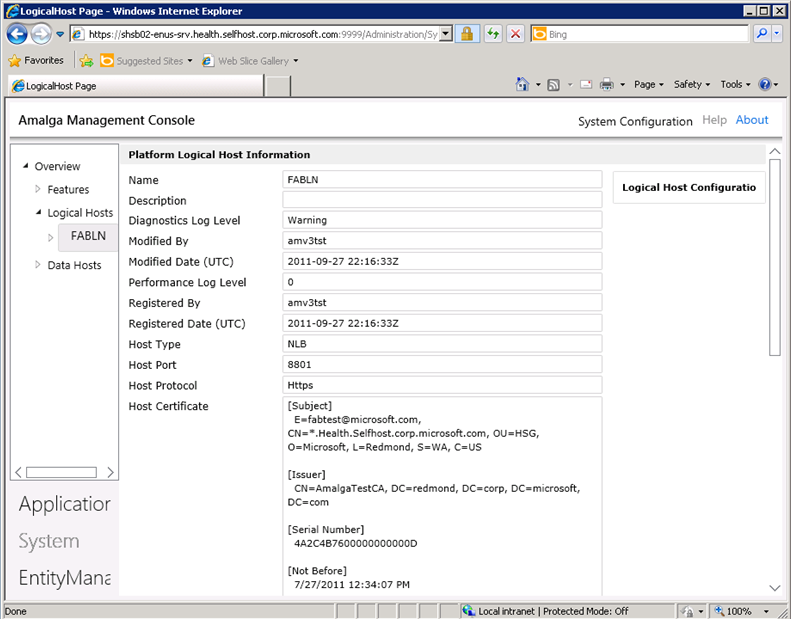 LogicalHost Page - Windows Internet Explorer
https://shsb02-enus-srv.health.selfhost.corp.microsoft.com:9999/Administration/Sy
Bing
Favorites
Suggested Sites
Web Slice Gallery
LogicalHost Page
Page
Safety
Tools
Amalga Management Console
System Configuration
Help
About
Overview
Features
Logical Hosts
FABLN
Data Hosts
Application
System
EntityMana
Platform Logical Host Information
Name FABLN
Description
Diagnostics Log Level Warning
Modified By amv3tst
Modified Date (UTC) 2011-09-27 22:16:33Z
Performance Log Level 0
Registered By amv3tst
Registered Date (UTC) 2011-09-27 22:16:33Z
Host Type NLB
Host Port 8801
Host Protocol Https
Host Certificate [Subject]
E=fabtest@microsoft.com,
CN=*.Health.Selfhost.corp.microsoft.com, OU=HSG,
O=Microsoft, L=Redmond, S=WA, C=US
[Issuer]
CN=AmalgaTestCA, DC=redmond, DC=corp, DC=microsoft,
DC=com
[Serial Number]
4A2C4B7600000000000D
[Not Before]
7/27/2011 12:34:07 PM
Logical Host Configuratio
Done
Local intranet | Protected Mode: Off
100%